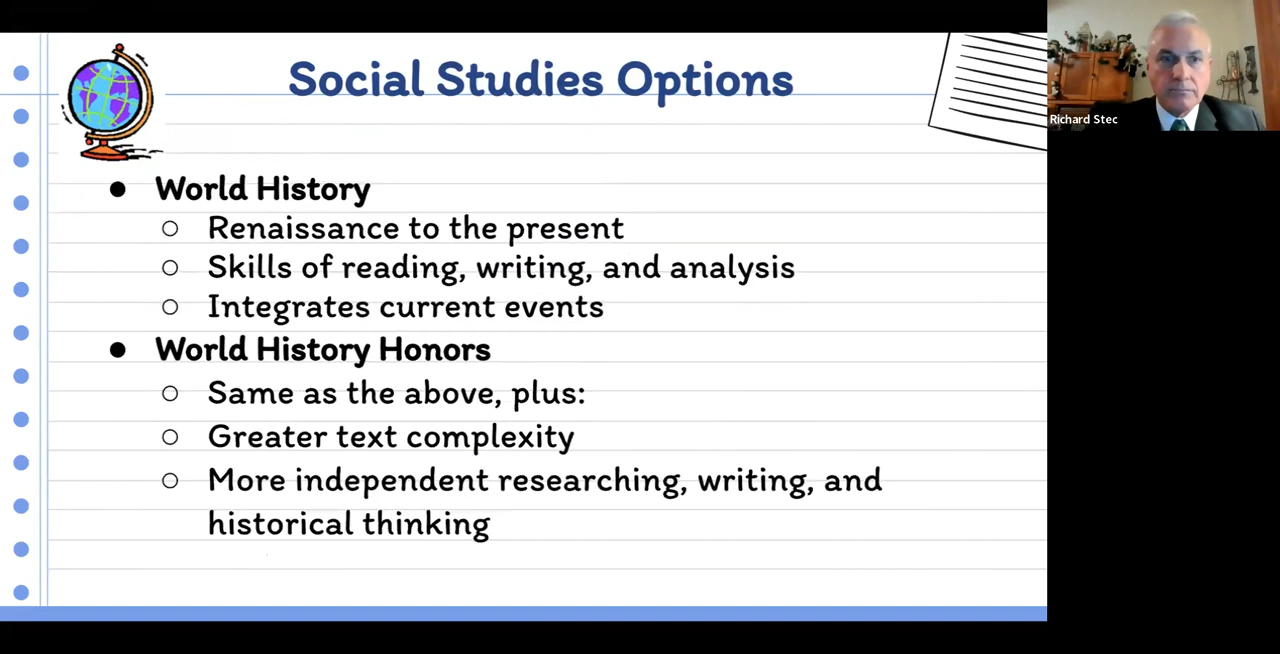 Social Studies Options
Richard Stec
● World History
○ Renaissance to the present
○ Skills of reading, writing, and analysis
○ Integrates current events
● World History Honors
○ Same as the above, plus:
○ Greater text complexity
○ More independent researching, writing, and
historical thinking